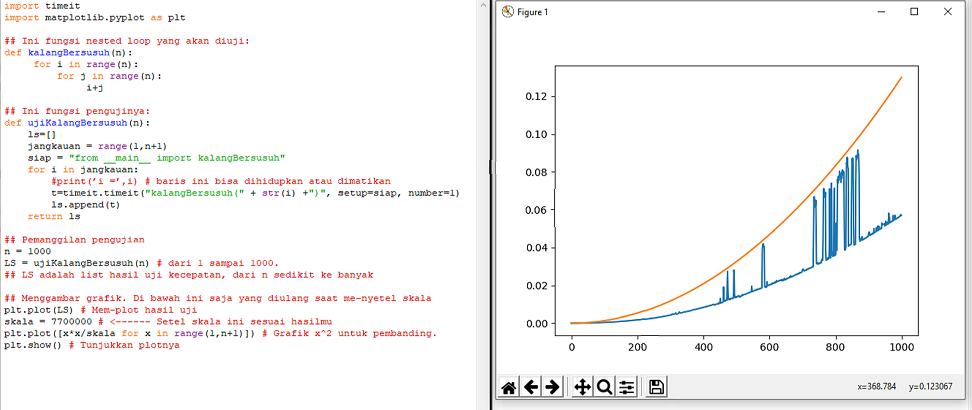 import timeit
import matplotlib.pyplot as plt
## Ini fungsi nested loop yang akan diuji:
def kalangBersusuh(n):
for i in range(n):
for j in range(n):
i+j
## Ini fungsi pengujinya:
def ujiKalangBersusuh(n):
ls=[]
jangkauan = range(1,n+1)
siap = "from __main__ import kalangBersusuh"
for i in jangkauan:
#print('i =',i) # baris ini bisa dihidupkan atau dimatikan
t=timeit.timeit("kalangBersusuh(" + str(i) +")", setup=siap, number=1)
ls.append(t)
return ls
## Pemanggilan pengujian
n = 1000
LS = ujiKalangBersusuh(n) # dari 1 sampai 1000.
## LS adalah list hasil uji kecepatan, dari n sedikit ke banyak
## Menggambar grafik. Di bawah ini saja yang diulang saat me-nyetel skala
plt.plot(LS) # Mem-plot hasil uji
skala = 7700000 # <------ Setel skala ini sesuai hasilmu
plt.plot([x*x/skala for x in range(1,n+1)]) # Grafik x^2 untuk pembanding.
plt.show() # Tunjukkan plotnya
Figure 1
0.12
0.10
0.08
0.06
0.04
0.02
0.00
0 200 400 600 800 1000
x=368.784 y=0.123067